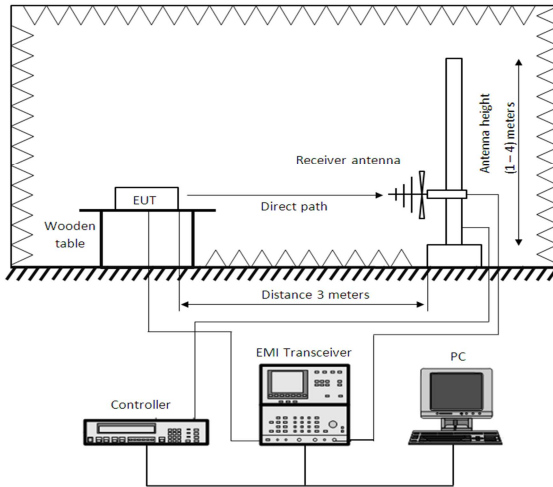 Receiver antenna
Antenna height
(1 – 4) meters
EUT
Direct path
Wooden
table
Distance 3 meters
EMI Transceiver
PC
Controller